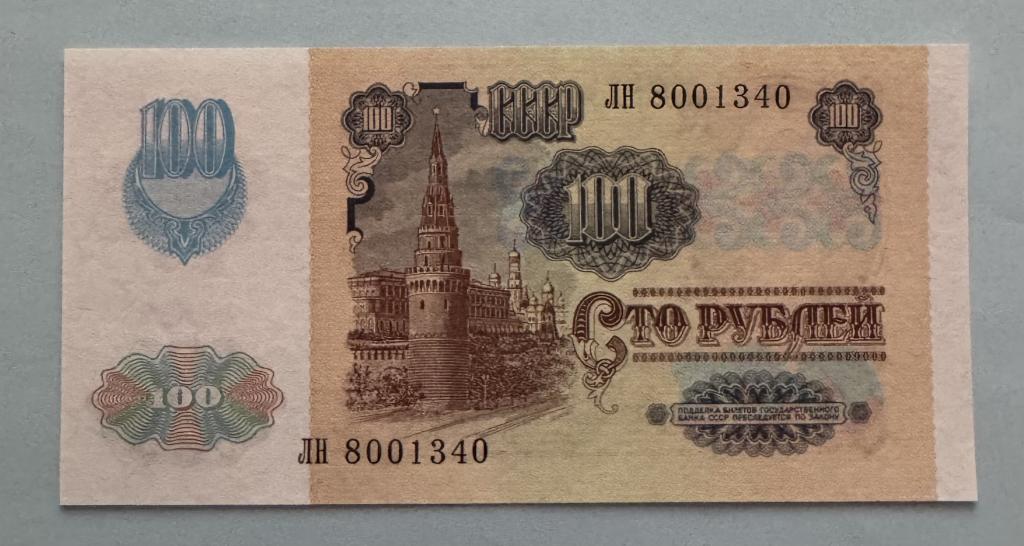 100
100
СССР
ЛН 8001340
100
100
СТО РУБЛЕЙ
100
ПОДДЕЛКА БИЛЕТОВ ГОСУДАРСТВЕННОГО
БАНКА СССР ПРЕСЛЕДУЕТСЯ ПО ЗАКОНУ
ЛН 8001340